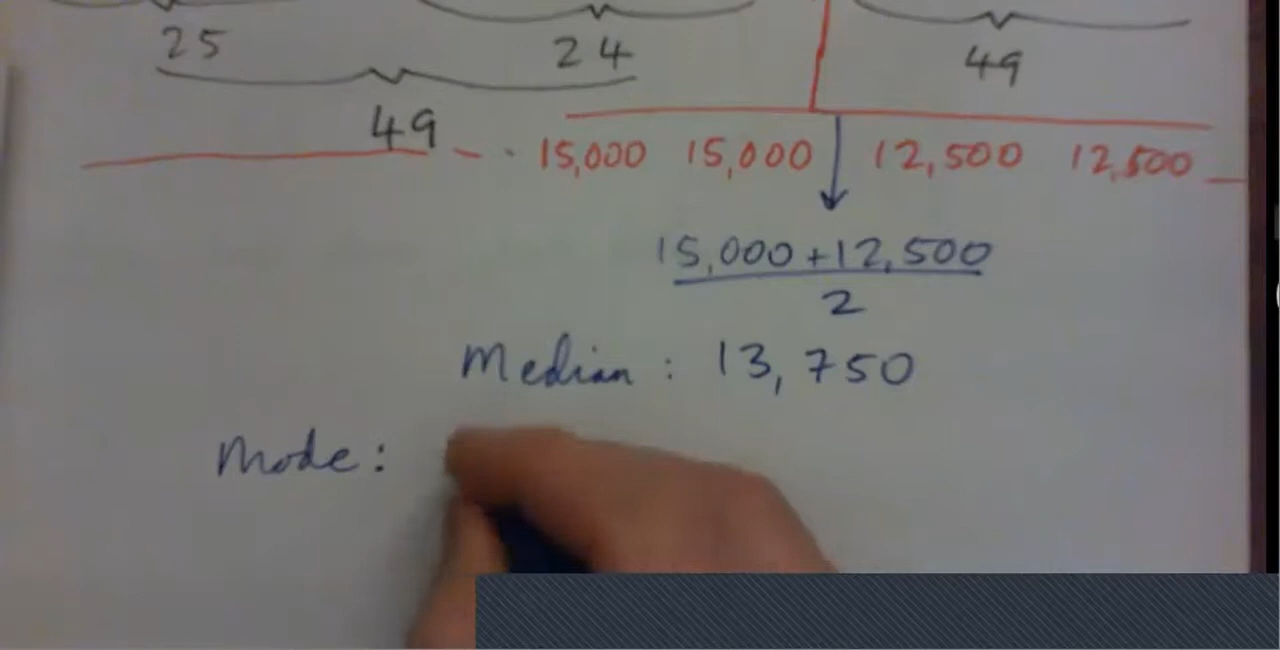 25 24 49
49
- . 15,000 15,000 12,500 12,500
15,000+12,500
2
Median : 13,750
Mode :